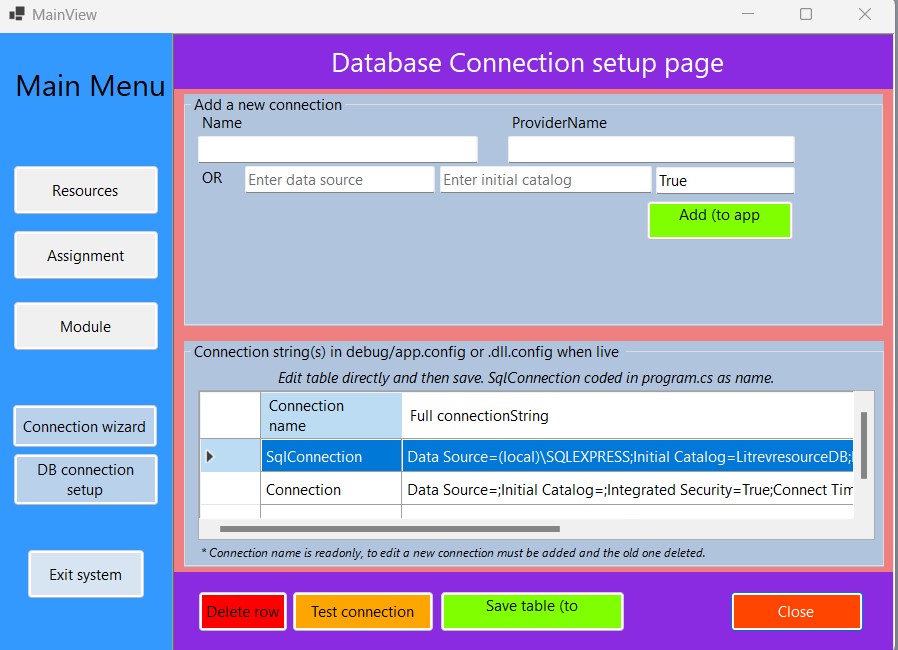 MainView
Database Connection setup page
Main Menu
Resources
Assignment
Module
Connection wizard
DB connection
setup
Exit system
Add a new connection
Name ProviderName
OR Enter data source Enter initial catalog True
Add (to app
Connection string(s) in debug/app.config or .dll.config when live
Edit table directly and then save. SqlConnection coded in program.cs as name.
Connection
name
Full connectionString
SqlConnection Data Source=(local)\SQLEXPRESS;Initial Catalog=LitrevresourceDB;
Connection Data Source=;Initial Catalog=;Integrated Security=True;Connect Tim
* Connection name is readonly, to edit a new connection must be added and the old one deleted.
Delete row Test connection Save table (to Close